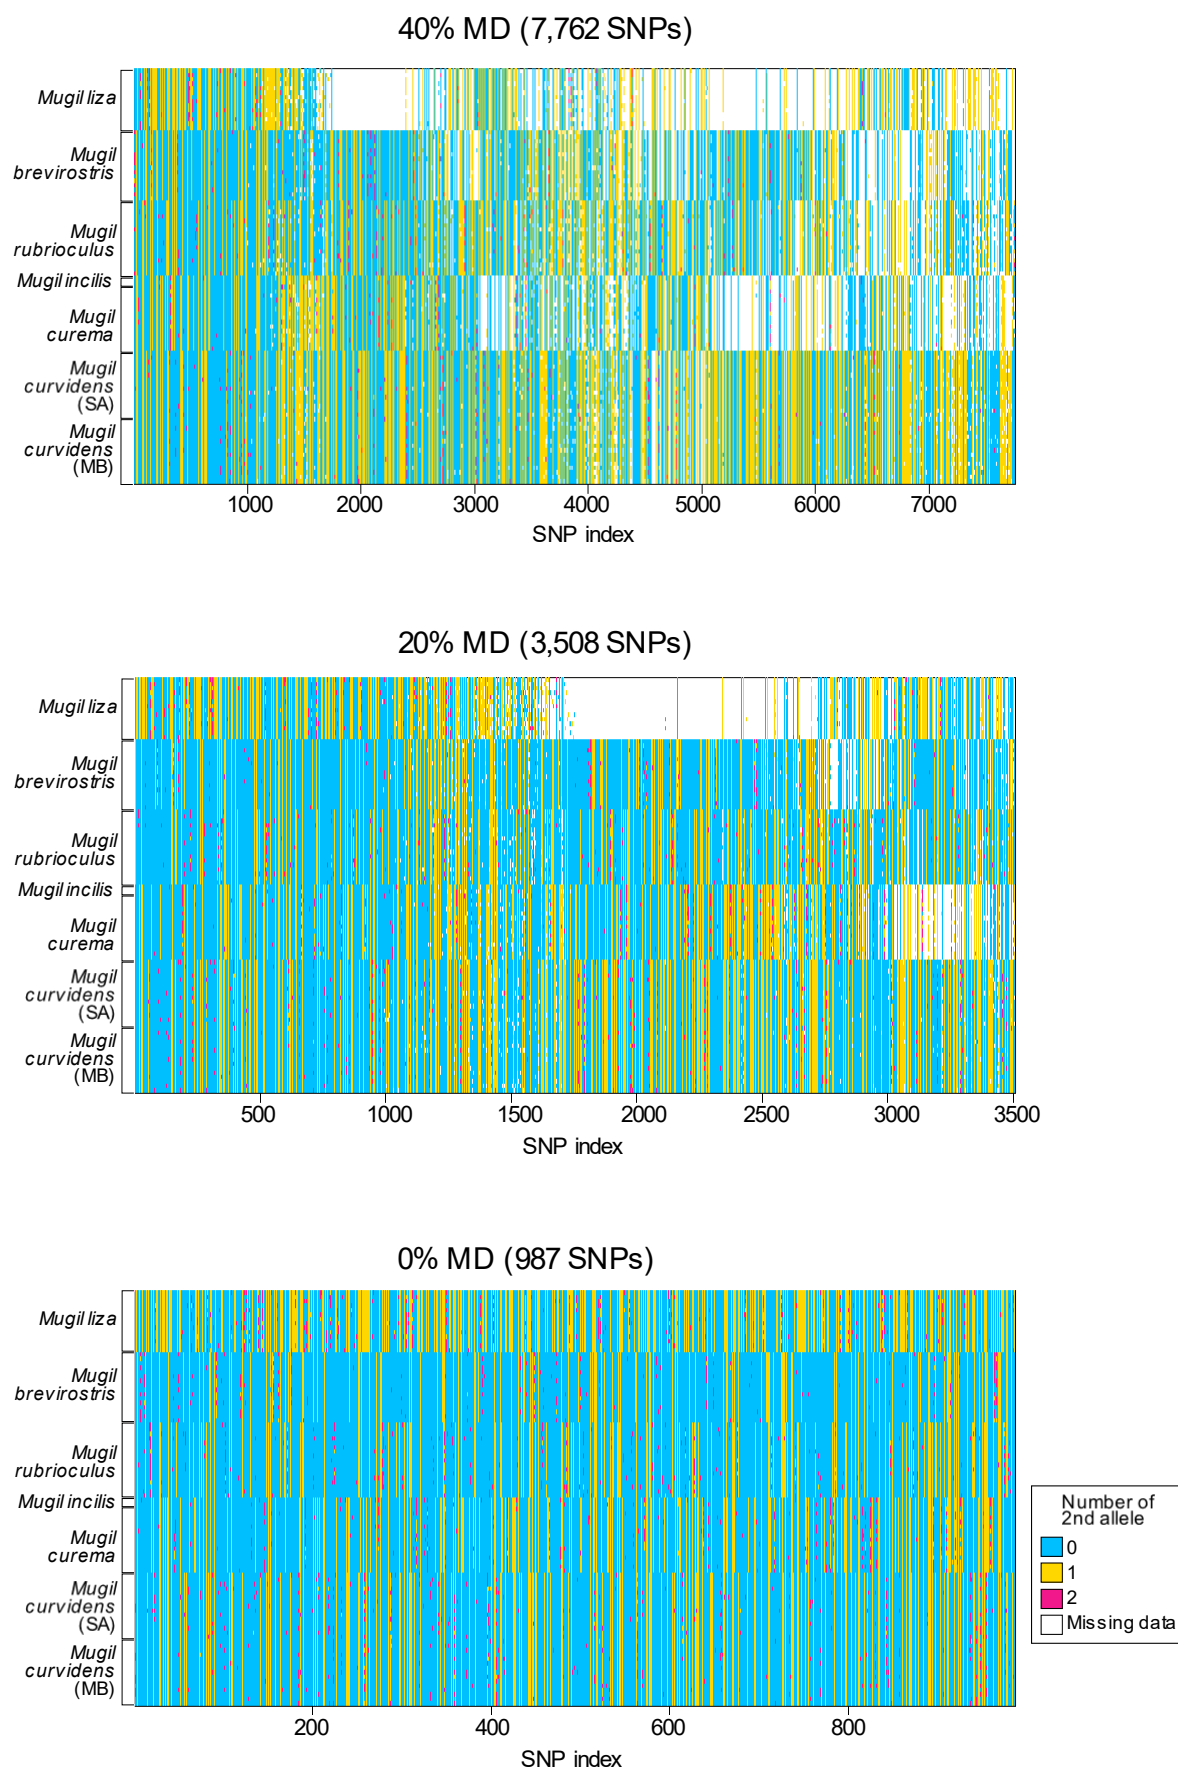 40% MD (7,762 SNPs)
Mugil liza
Mugil
brevirostris
Mugil
rubrioculus
Mugil incilis
Mugil
curema
Mugil
curvidens
(SA)
Mugil
curvidens
(MB)
1000 2000 3000 4000 5000 6000 7000
SNP index
20% MD (3,508 SNPs)
Mugil liza
Mugil
brevirostris
Mugil
rubrioculus
Mugil incilis
Mugil
curema
Mugil
curvidens
(SA)
Mugil
curvidens
(MB)
500 1000 1500 2000 2500 3000 3500
SNP index
0% MD (987 SNPs)
Mugil liza
Mugil
brevirostris
Mugil
rubrioculus
Mugil incilis
Mugil
curema
Mugil
curvidens
(SA)
Mugil
curvidens
(MB)
200 400 600 800
SNP index
Number of
2nd allele
0
1
2
Missing data